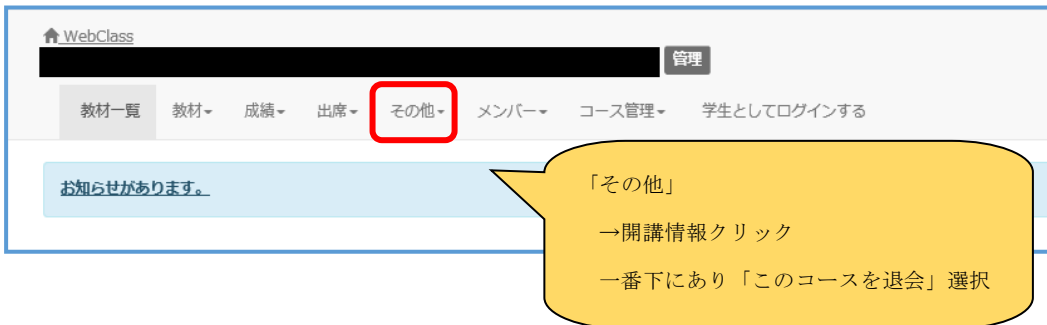 WebClass
管理
教材一覧 教材 成績 出席 その他 メンバー コース管理 学生としてログインする
お知らせがあります。
「その他」
→開講情報クリック
一番下にあり「このコースを退会」選択